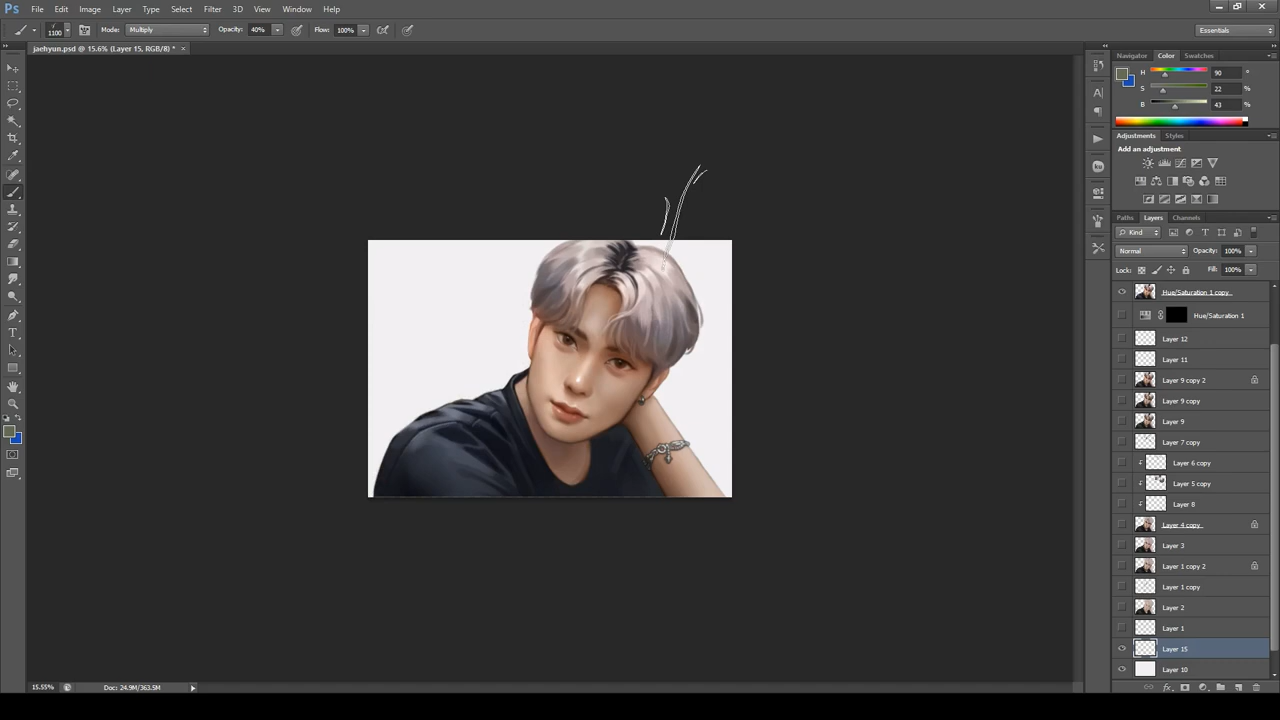 Ps File Edit Image Layer Type Select Filter 3D View Window Help
1100 Mode: Multiply Opacity: 40% Flow: 100% Essentials
jaehyun.psd @ 15.6% (Layer 15, RGB/8) * ×
Navigator Color Swatches
H 90 °
S 22 %
B 43 %
Adjustments Styles
Add an adjustment
Paths Layers Channels
Kind
Normal Opacity: 100%
Lock: Fill: 100%
Hue/Saturation 1 copy
Hue/Saturation 1
Layer 12
Layer 11
Layer 9 copy 2
Layer 9 copy
Layer 9
Layer 7 copy
Layer 6 copy
Layer 5 copy
Layer 8
Layer 4 copy
Layer 3
Layer 1 copy 2
Layer 1 copy
Layer 2
Layer 1
Layer 15
Layer 10
15.55% Doc: 24.9M/363.5M